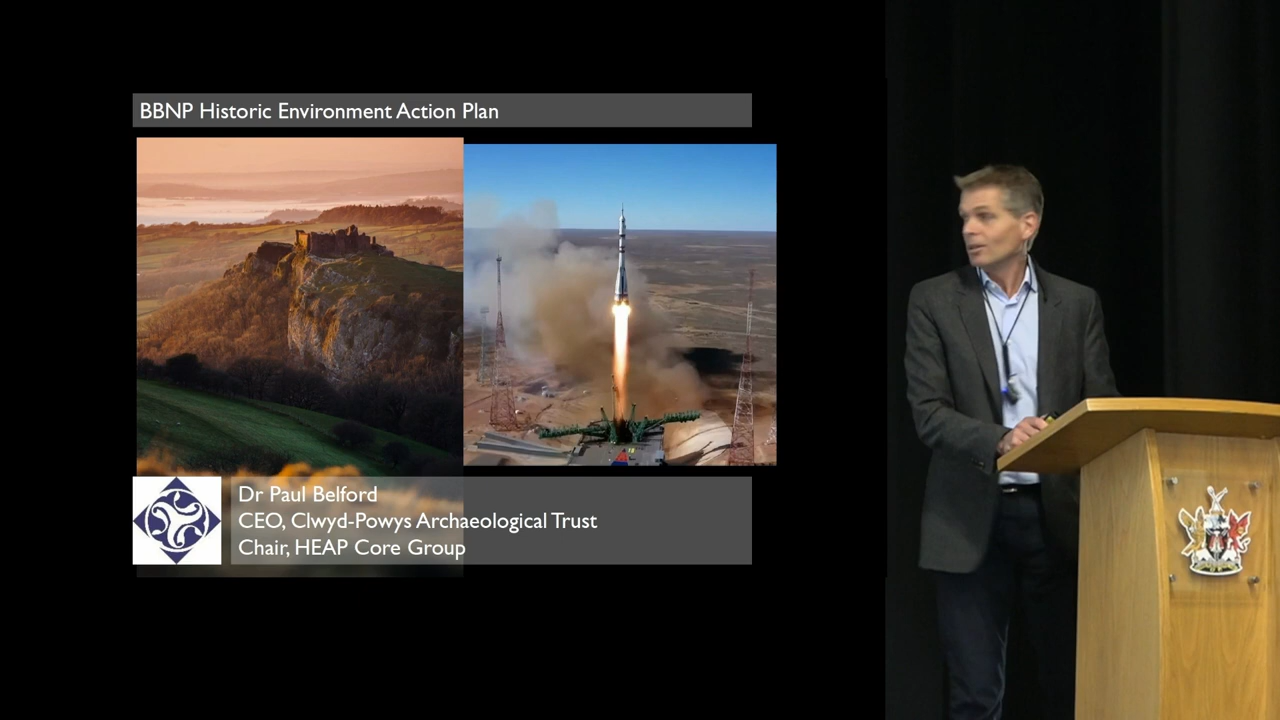 BBNP Historic Environment Action Plan
Dr Paul Belford
CEO, Clwyd-Powys Archaeological Trust
Chair, HEAP Core Group